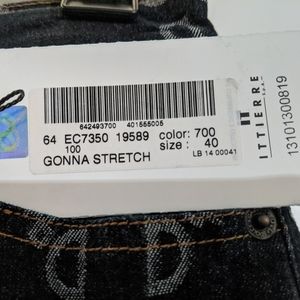 642493700 401555005
64 EC7350 19589 color: 700
100 size: 40
GONNA STRETCH LB 14 00041
ITTIERRE
13101300819